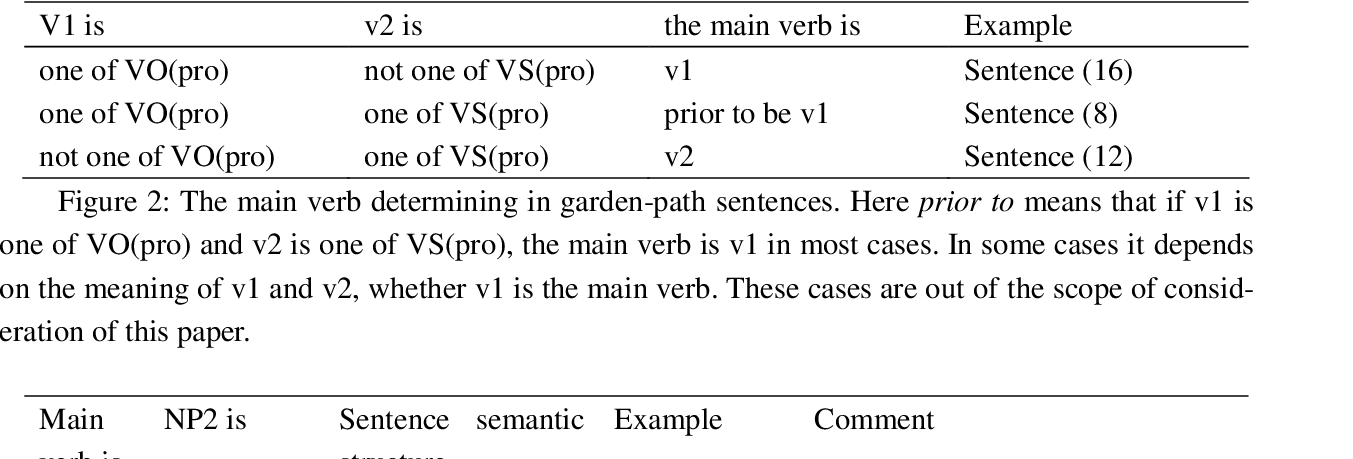 V1 is v2 is the main verb is Example
one of VO(pro) not one of VS(pro) v1 Sentence (16)
one of VO(pro) one of VS(pro) prior to be v1 Sentence (8)
not one of VO(pro) one of VS(pro) v2 Sentence (12)
Figure 2: The main verb determining in garden-path sentences. Here prior to means that if v1 is
one of VO(pro) and v2 is one of VS(pro), the main verb is v1 in most cases. In some cases it depends
on the meaning of v1 and v2, whether v1 is the main verb. These cases are out of the scope of consid-
eration of this paper.
Main NP2 is Sentence semantic Example Comment
verb is structure